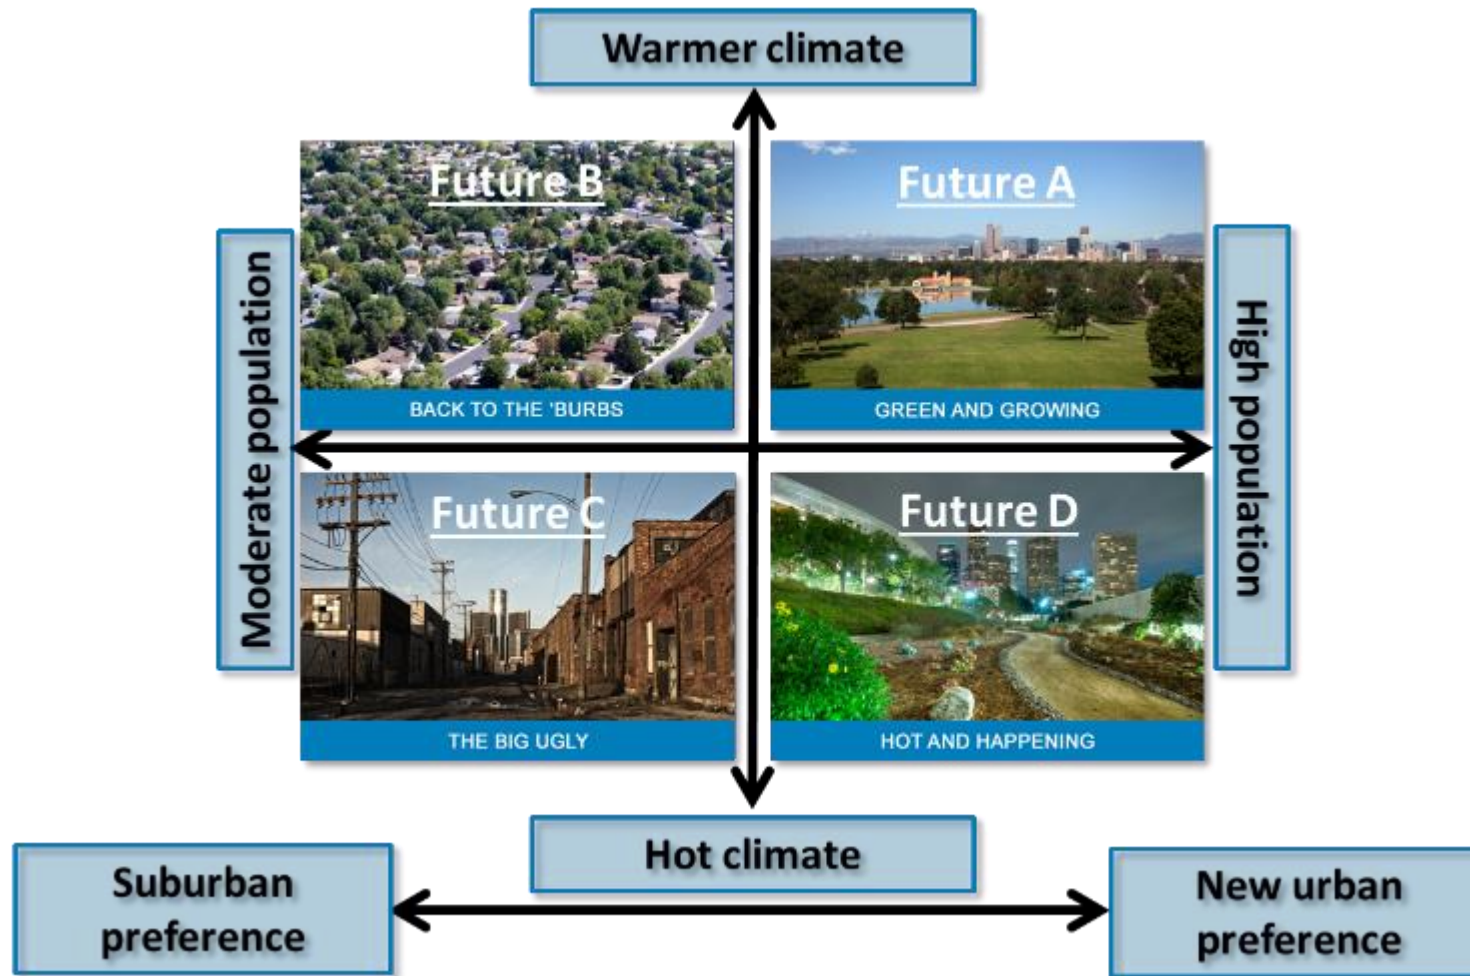 Warmer climate
Future B
Future A
BACK TO THE 'BURBS
GREEN AND GROWING
Moderate population
High population
Future C
Future D
THE BIG UGLY
HOT AND HAPPENING
Hot climate
Suburban
preference
New urban
preference